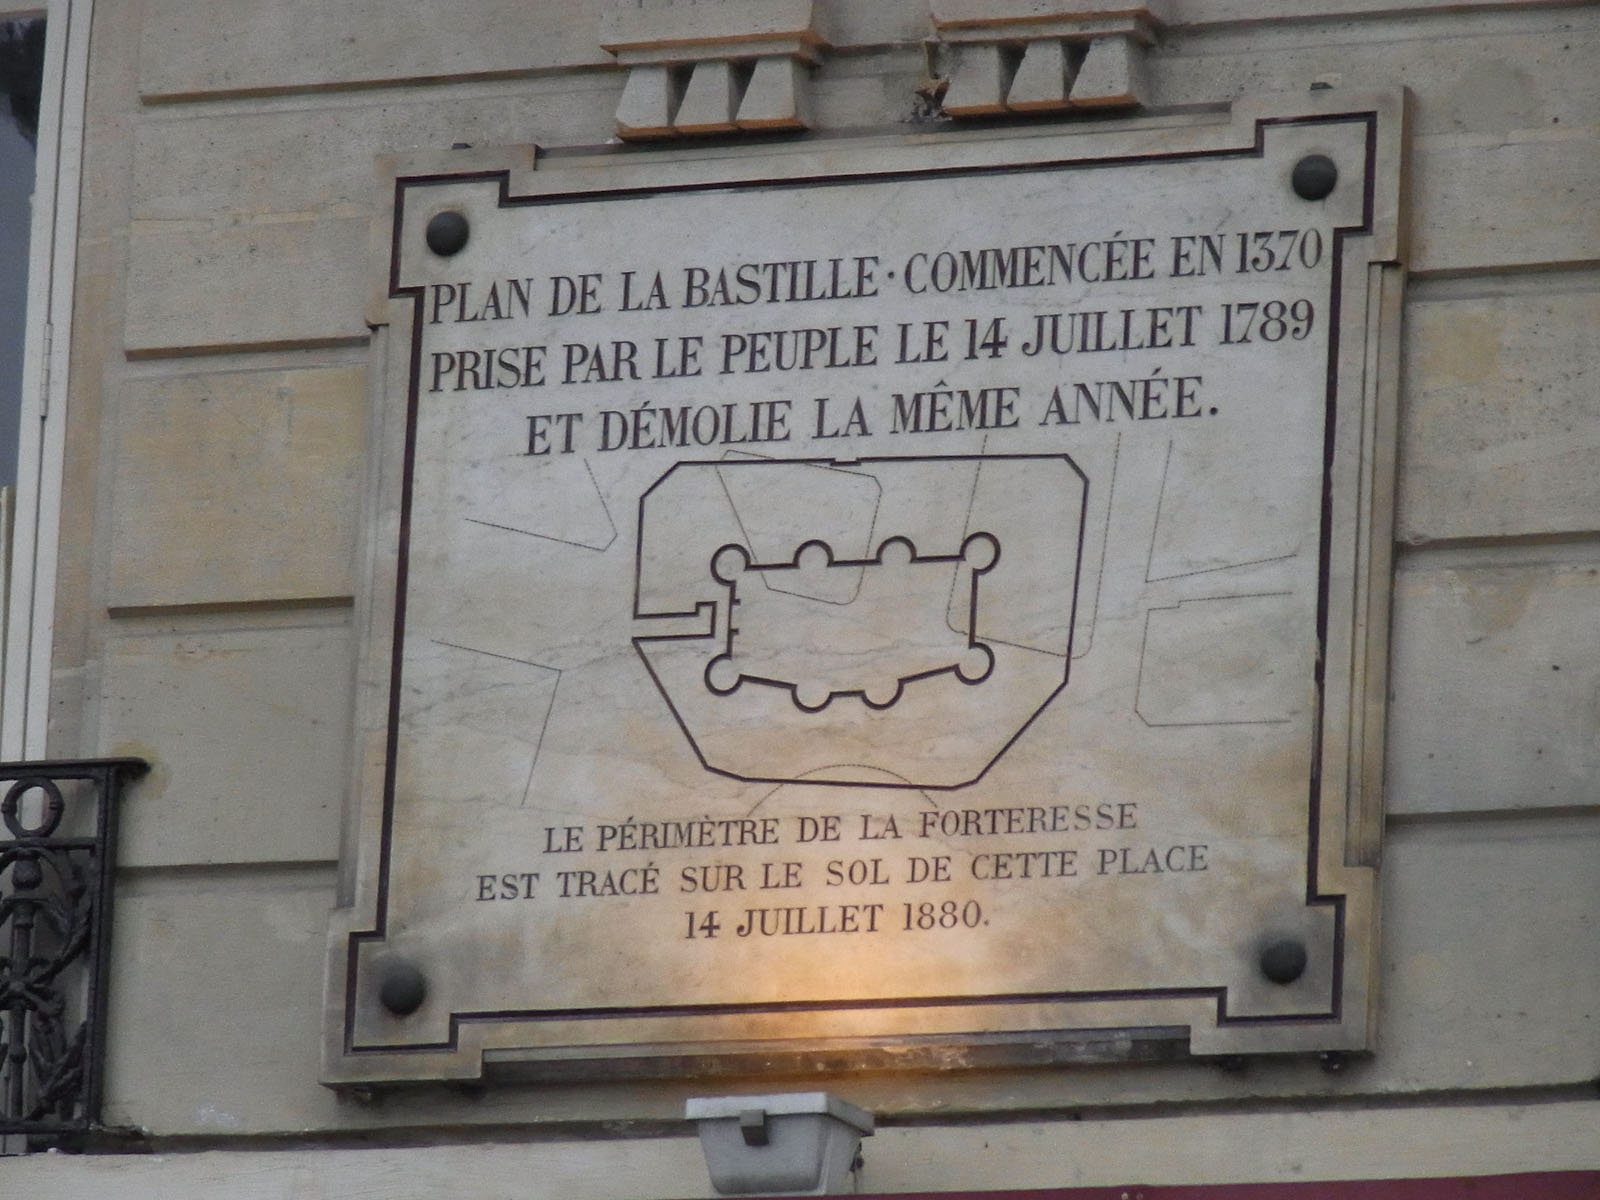 PLAN DE LA BASTILLE · COMMENCÉE EN 1370
PRISE PAR LE PEUPLE LE 14 JUILLET 1789
ET DÉMOLIE LA MÊME ANNÉE.
LE PÉRIMÈTRE DE LA FORTERESSE
EST TRACÉ SUR LE SOL DE CETTE PLACE
14 JUILLET 1880.